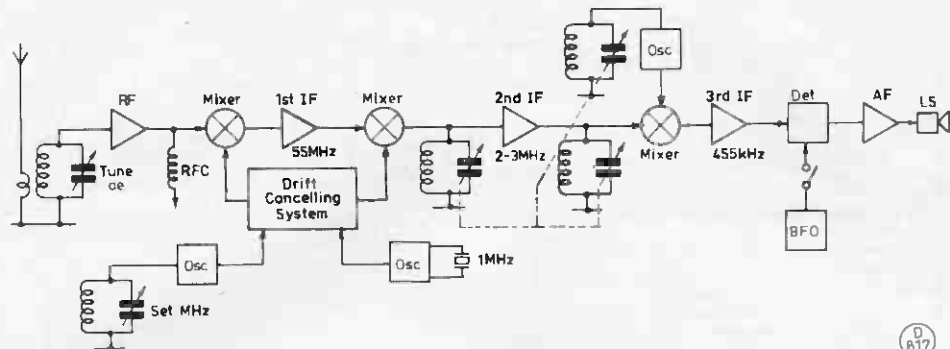 RF
Mixer
1st IF
55MHz
Mixer
2nd IF
2-3MHz
Osc
Mixer
3rd IF
455kHz
Det
AF
LS
Tune
ae
RFC
Drift
Cancelling
System
BFO
Osc
Osc
1MHz
Set MHz
D
817